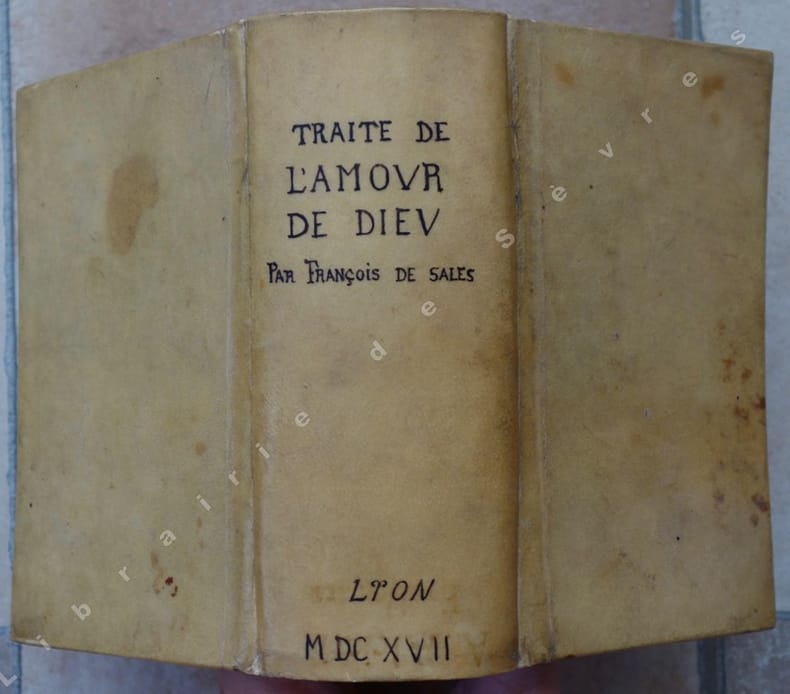 TRAITE DE
L'AMOVR
DE DIEV
PAR FRANÇOIS DE SALES
LYON
MDCXVII
Librairie de sèvres